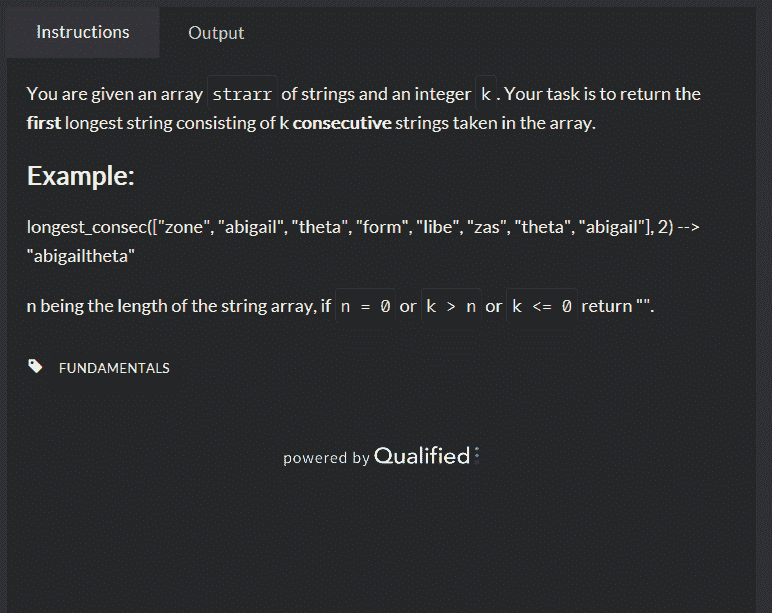 Instructions
Output
You are given an array strarr of strings and an integer k . Your task is to return the
first longest string consisting of k consecutive strings taken in the array.
Example:
longest_consec(["zone", "abigail", "theta", "form", "libe", "zas", "theta", "abigail"], 2) -->
"abigailtheta"
n being the length of the string array, if n = 0 or k > n or k <= 0 return "".
FUNDAMENTALS
powered by Qualified